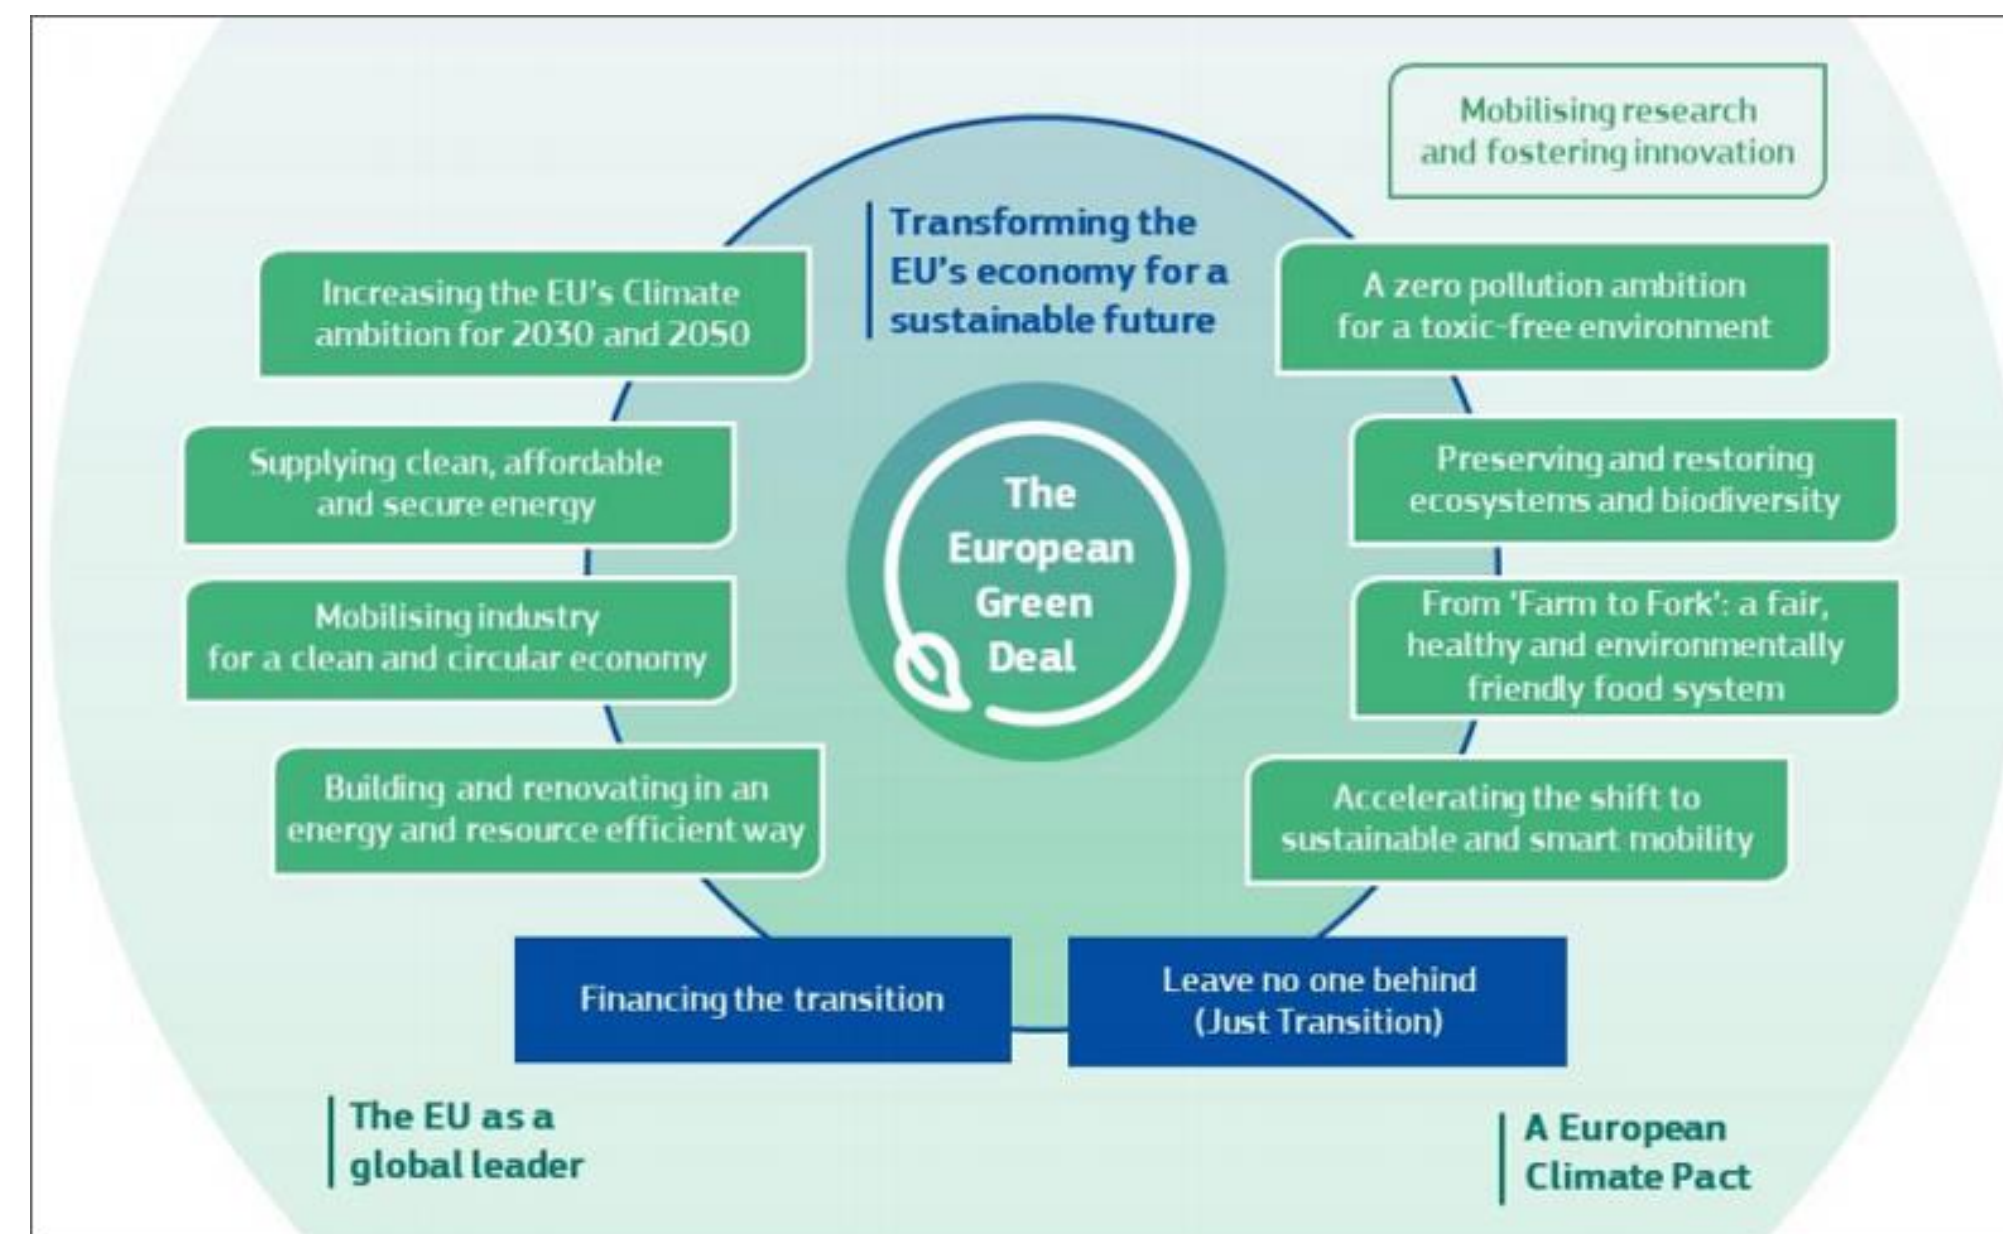 Mobilising research
and fostering innovation
Transforming the
EU's economy for a
sustainable future
Increasing the EU's Climate
ambition for 2030 and 2050
A zero pollution ambition
for a toxic-free environment
Supplying clean, affordable
and secure energy
Preserving and restoring
ecosystems and biodiversity
The
European
Green
Deal
Mobilising industry
for a clean and circular economy
From 'Farm to Fork': a fair,
healthy and environmentally
friendly food system
Building and renovating in an
energy and resource efficient way
Accelerating the shift to
sustainable and smart mobility
Financing the transition
Leave no one behind
(Just Transition)
The EU as a
global leader
A European
Climate Pact